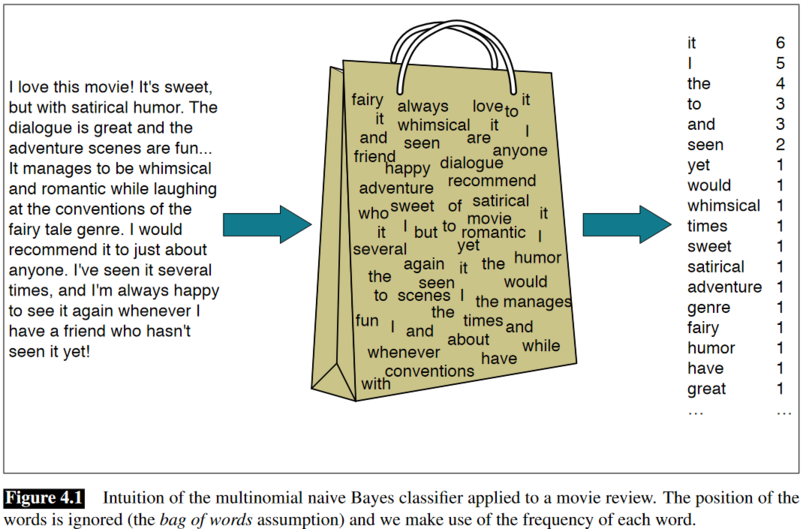 I love this movie! It's sweet,
but with satirical humor. The
dialogue is great and the
adventure scenes are fun...
It manages to be whimsical
and romantic while laughing
at the conventions of the
fairy tale genre. I would
recommend it to just about
anyone. I've seen it several
times, and I'm always happy
to see it again whenever I
have a friend who hasn't
seen it yet!
fairy always love to it
it whimsical it I
and seen are anyone
friend happy dialogue
adventure recommend
who sweet of satirical
it I but to romantic movie it I
several yet
again it the humor
the seen would
to scenes I the manages
the
fun I and times and
about
whenever have while
conventions
with
it 6
I 5
the 4
to 3
and 3
seen 2
yet 1
would 1
whimsical 1
times 1
sweet 1
satirical 1
adventure 1
genre 1
fairy 1
humor 1
have 1
great 1
... ...
Figure 4.1 Intuition of the multinomial naive Bayes classifier applied to a movie review. The position of the
words is ignored (the bag of words assumption) and we make use of the frequency of each word.